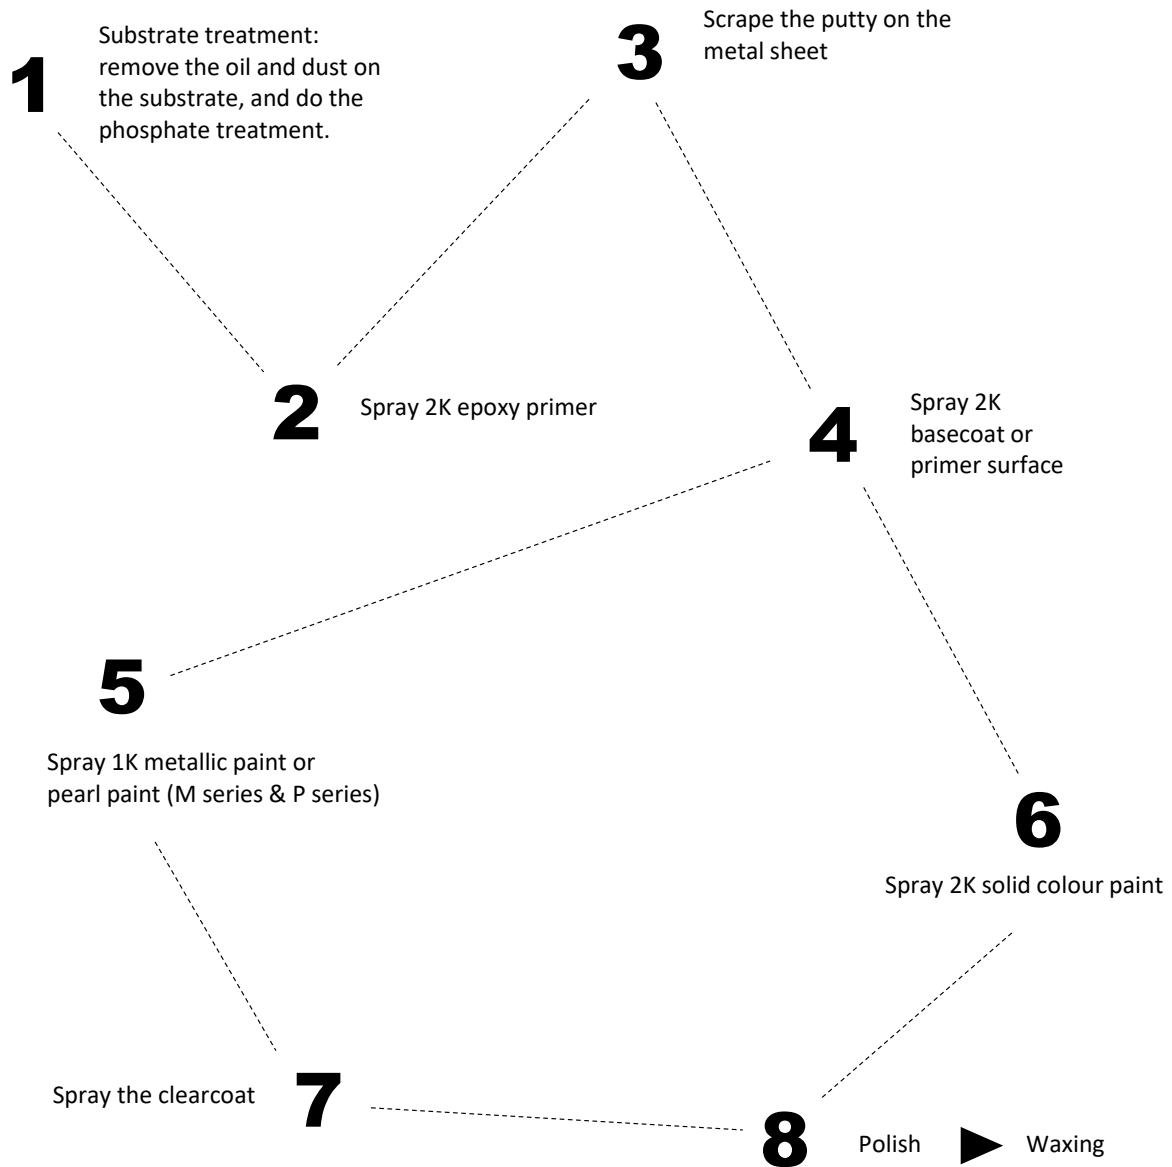 1
Substrate treatment:
remove the oil and dust on
the substrate, and do the
phosphate treatment.
2
Spray 2K epoxy primer
3
Scrape the putty on the
metal sheet
4
Spray 2K
basecoat or
primer surface
5
Spray 1K metallic paint or
pearl paint (M series & P series)
6
Spray 2K solid colour paint
7
Spray the clearcoat
8
Polish
Waxing